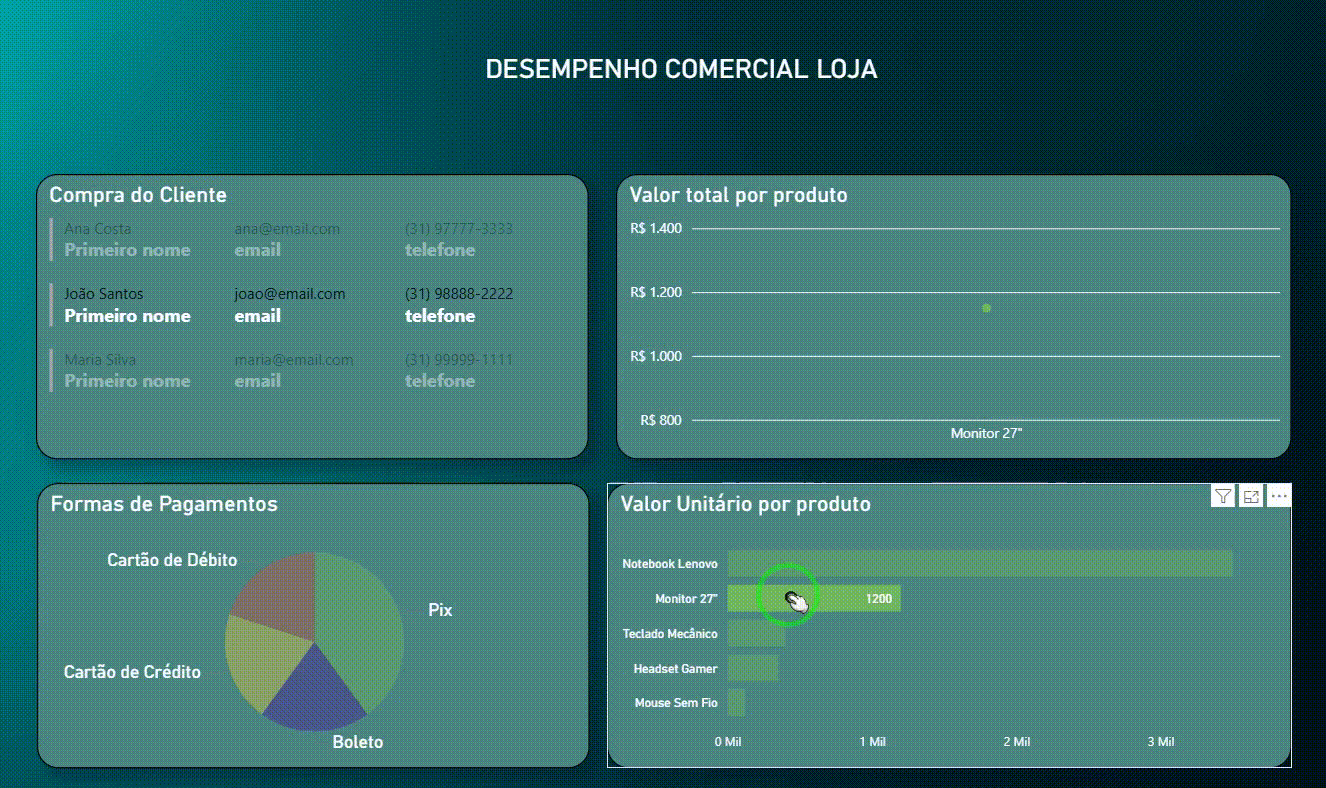 DESEMPENHO COMERCIAL LOJA
Compra do Cliente
Ana Costa ana@email.com (31) 97777-3333
Primeiro nome email telefone
João Santos joao@email.com (31) 98888-2222
Primeiro nome email telefone
Maria Silva maria@email.com (31) 99999-1111
Primeiro nome email telefone
Valor total por produto
R$ 1.400
R$ 1.200
R$ 1.000
R$ 800
Monitor 27"
Formas de Pagamentos
Cartão de Débito
Pix
Cartão de Crédito
Boleto
Valor Unitário por produto
Notebook Lenovo
Monitor 27" 1200
Teclado Mecânico
Headset Gamer
Mouse Sem Fio
0 Mil 1 Mil 2 Mil 3 Mil